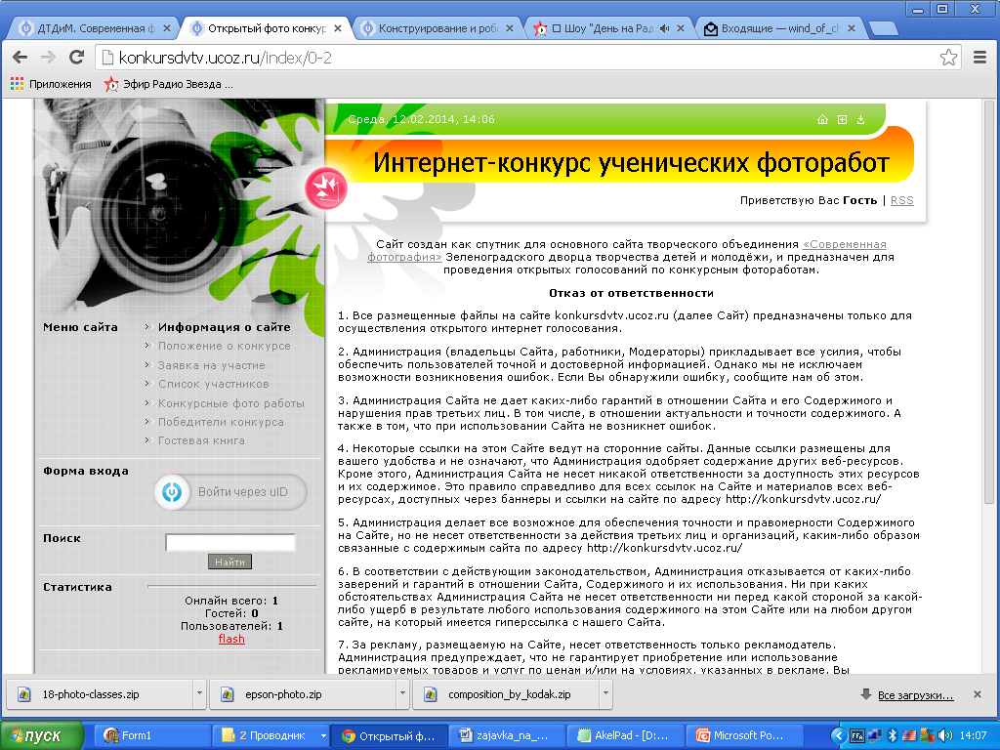 ДТДиМ. Современная ф
Открытый фото конкур
Конструирование и роб
Шоу "День на Рад
Входящие — wind_of_ch
konkursdvtv.ucoz.ru/index/0-2
Приложения
Эфир Радио Звезда ...
Среда, 12.02.2014, 14:06
Интернет-конкурс ученических фоторабот
Приветствую Вас Гость | RSS
Меню сайта
Информация о сайте
Положение о конкурсе
Заявка на участие
Список участников
Конкурсные фото работы
Победители конкурса
Гостевая книга
Форма входа
Войти через uID
Поиск
Найти
Статистика
Онлайн всего: 1
Гостей: 0
Пользователей: 1
flash
Сайт создан как спутник для основного сайта творческого объединения «Современная
фотография» Зеленоградского дворца творчества детей и молодёжи, и предназначен для
проведения открытых голосований по конкурсным фотоработам.
Отказ от ответственности
1. Все размещенные файлы на сайте konkursdvtv.ucoz.ru (далее Сайт) предназначены только для
осуществления открытого интернет голосования.
2. Администрация (владельцы Сайта, работники, Модераторы) прикладывает все усилия, чтобы
обеспечить пользователей точной и достоверной информацией. Однако мы не исключаем
возможности возникновения ошибок. Если Вы обнаружили ошибку, сообщите нам об этом.
3. Администрация Сайта не дает каких-либо гарантий в отношении Сайта и его Содержимого и
нарушения прав третьих лиц. В том числе, в отношении актуальности и точности содержимого. А
также в том, что при использовании Сайта не возникнет ошибок.
4. Некоторые ссылки на этом Сайте ведут на сторонние сайты. Данные ссылки размещены для
вашего удобства и не означают, что Администрация одобряет содержание других веб-ресурсов.
Кроме этого, Администрация Сайта не несет никакой ответственности за доступность этих ресурсов
и их содержимое. Это правило справедливо для всех ссылок на Сайте и материалов всех веб-
ресурсах, доступных через баннеры и ссылки на сайте по адресу http://konkursdvtv.ucoz.ru/
5. Администрация делает все возможное для обеспечения точности и правомерности Содержимого
на Сайте, но не несет ответственности за действия третьих лиц и организаций, каким-либо образом
связанные с содержимым сайта по адресу http://konkursdvtv.ucoz.ru/
6. В соответствии с действующим законодательством, Администрация отказывается от каких-либо
заверений и гарантий в отношении Сайта, Содержимого и их использования. Ни при каких
обстоятельствах Администрация Сайта не несет ответственности ни перед какой стороной за какой-
либо ущерб в результате любого использования содержимого на этом Сайте или на любом другом
сайте, на который имеется гиперссылка с нашего Сайта.
7. За рекламу, размещаемую на Сайте, несет ответственность только рекламодатель.
Администрация предупреждает, что не гарантирует приобретение или использование
рекламируемых товаров и услуг по ценам и/или на условиях, указанных в рекламе. Вы
18-photo-classes.zip
epson-photo.zip
composition_by_kodak.zip
Все загрузки...
пуск
Form1
2 Проводник
Открытый ф...
zajavka_na_...
AkelPad - [D:...
Microsoft Po...
14:07